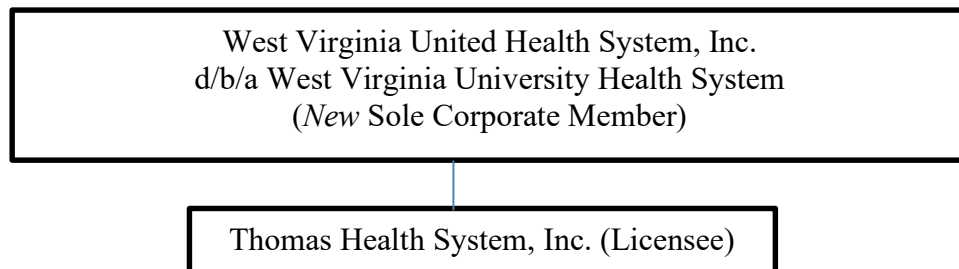 West Virginia United Health System, Inc.
d/b/a West Virginia University Health System
(New Sole Corporate Member)
Thomas Health System, Inc. (Licensee)